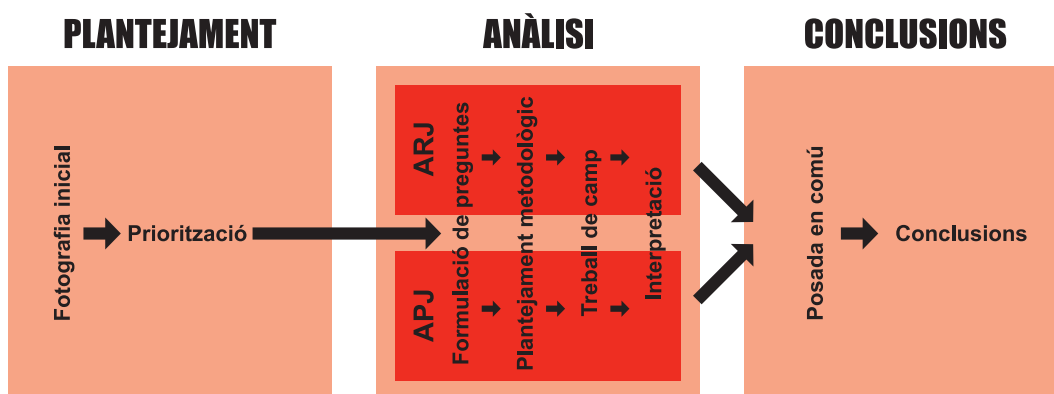 PLANTEJAMENT
Fotografia inicial
Priorització
ANÀLISI
ARJ
APJ
Formulació de preguntes
Plantejament metodològic
Treball de camp
Interpretació
CONCLUSIONS
Posada en comú
Conclusions